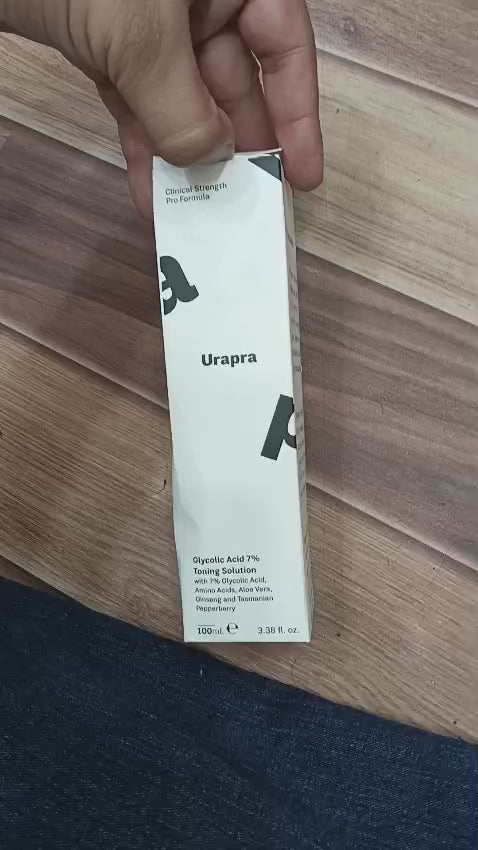 Clinical Strength
Pro Formula
a
Urapra
p
Glycolic Acid 7%
Toning Solution
with 7% Glycolic Acid,
Amino Acids, Aloe Vera,
Ginseng and Tasmanian
Pepperberry
100ml ℮ 3.38 fl. oz.